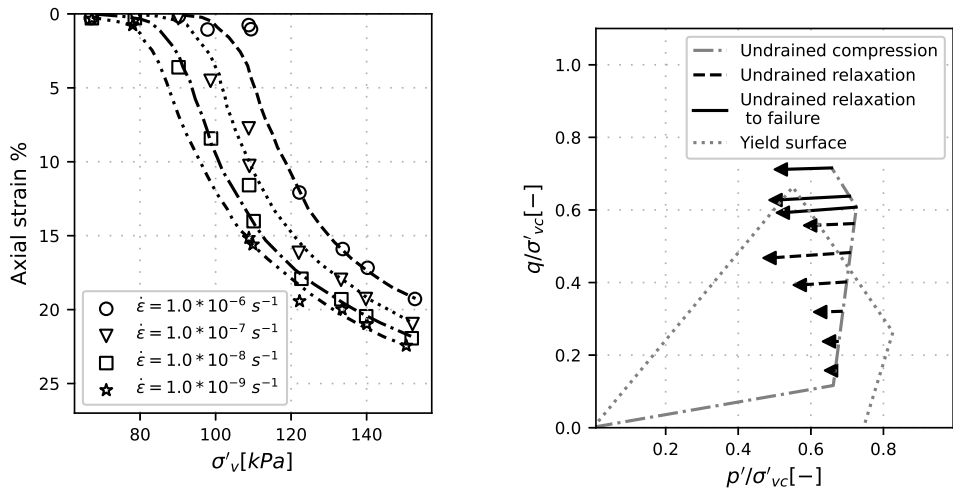 0
5
10
15
20
25
Axial strain %
80 100 120 140
σ′ᵥ[kPa]
ε̇ = 1.0 * 10⁻⁶ s⁻¹
ε̇ = 1.0 * 10⁻⁷ s⁻¹
ε̇ = 1.0 * 10⁻⁸ s⁻¹
ε̇ = 1.0 * 10⁻⁹ s⁻¹
1.0
0.8
0.6
0.4
0.2
0.0
q/σ′vc[−]
0.2 0.4 0.6 0.8
p′/σ′vc[−]
Undrained compression
Undrained relaxation
Undrained relaxation
to failure
Yield surface